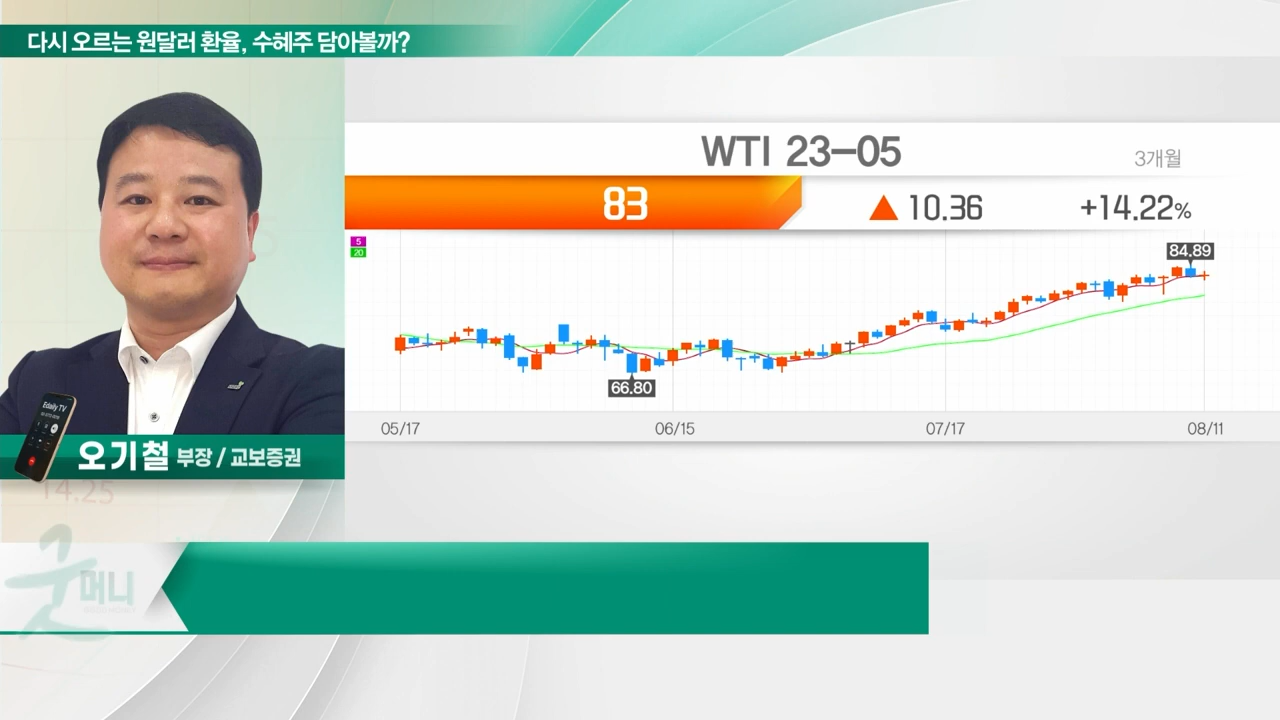 다시 오르는 원달러 환율, 수혜주 담아볼까?
WTI 23-05
3개월
83
▲ 10.36
+14.22%
5
20
84.89
66.80
05/17
06/15
07/17
08/11
Edaily TV
오기철 부장 / 교보증권
14.25
굿머니